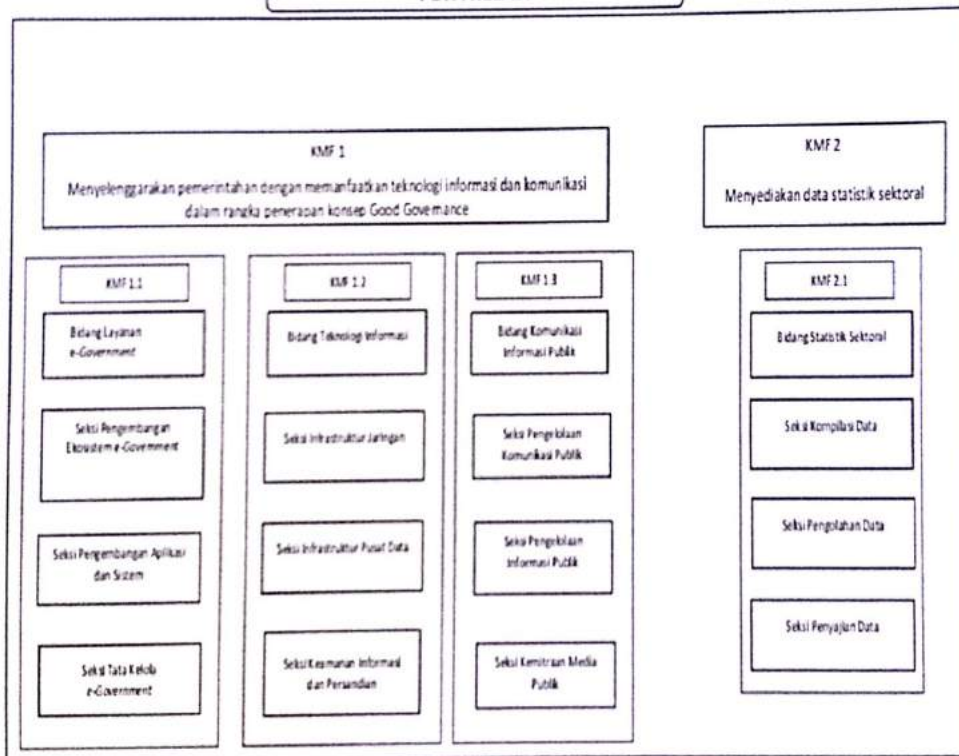 KMF 1
Menyelenggarakan pemerintahan dengan memanfaatkan teknologi informasi dan komunikasi
dalam rangka penerapan konsep Good Governance
KMF 2
Menyediakan data statistik sektoral
KMF 1.1
Bidang Layanan
e-Government
Seksi Pengembangan
Ekosistem e-Government
Seksi Pengembangan Aplikasi
dan Sistem
Seksi Tata Kelola
e-Government
KMF 1.2
Bidang Teknologi Informasi
Seksi Infrastruktur Jaringan
Seksi Infrastruktur Pusat Data
Seksi Keamanan Informasi
dan Persandian
KMF 1.3
Bidang Komunikasi
Informasi Publik
Seksi Pengelolaan
Komunikasi Publik
Seksi Pengelolaan
Informasi Publik
Seksi Kemitraan Media
Publik
KMF 2.1
Bidang Statistik Sektoral
Seksi Kompilasi Data
Seksi Pengolahan Data
Seksi Penyajian Data